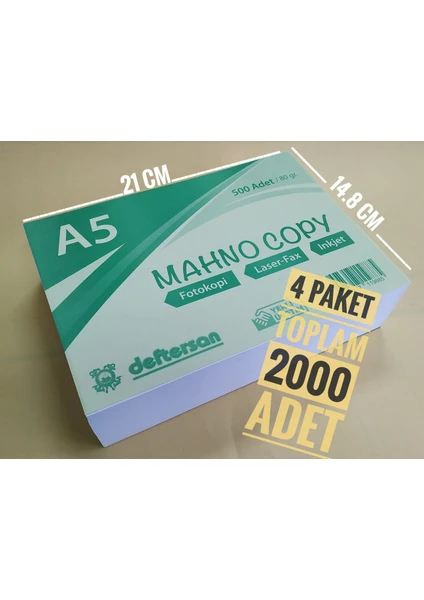 21 CM
14.8 CM
A5
500 Adet / 80 gr.
MAHNO COPY
Fotokopi
Laser-Fax
Inkjet
deftersan
4 PAKET
TOPLAM
2000
ADET